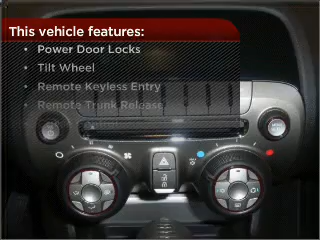 This vehicle features:
• Power Door Locks
• Tilt Wheel
• Remote Keyless Entry
• Remote Trunk Release